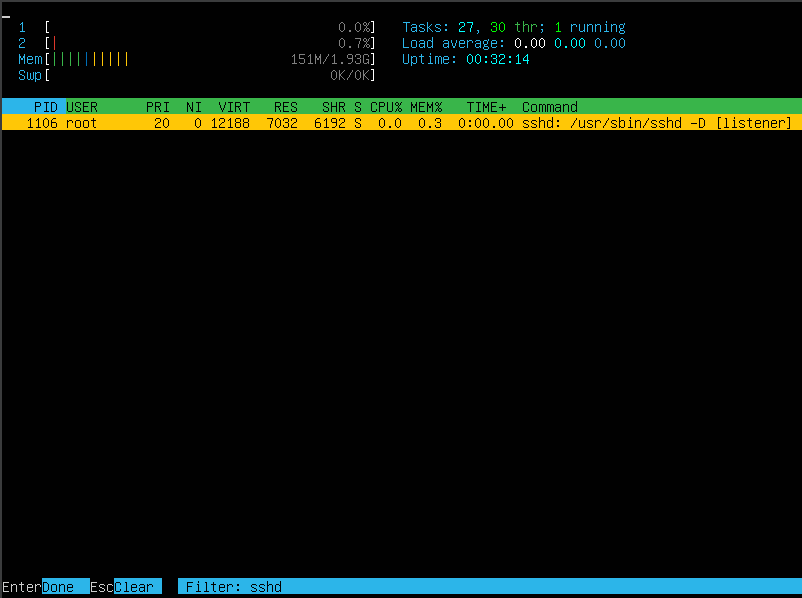 1 [ 0.0%] Tasks: 27, 30 thr; 1 running
2 [| 0.7%] Load average: 0.00 0.00 0.00
Mem[|||||||||| 151M/1.93G] Uptime: 00:32:14
Swp[ 0K/0K]
PID USER PRI NI VIRT RES SHR S CPU% MEM% TIME+ Command
1106 root 20 0 12188 7032 6192 S 0.0 0.3 0:00.00 sshd: /usr/sbin/sshd -D [listener]
EnterDone EscClear Filter: sshd